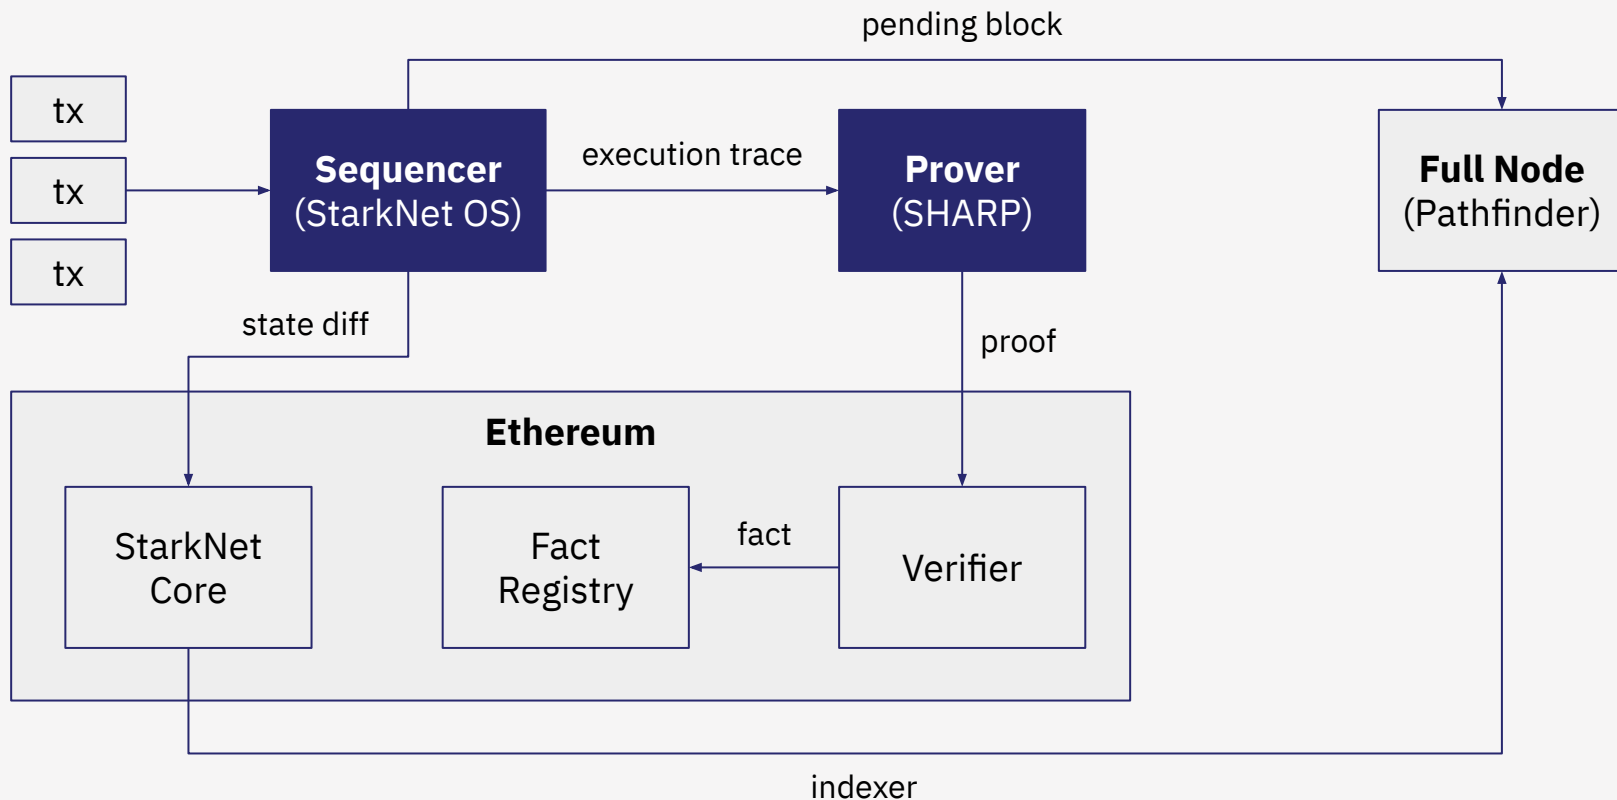 pending block
tx
tx
tx
Sequencer
(StarkNet OS)
execution trace
Prover
(SHARP)
Full Node
(Pathfinder)
state diff
proof
Ethereum
StarkNet
Core
Fact
Registry
fact
Verifier
indexer